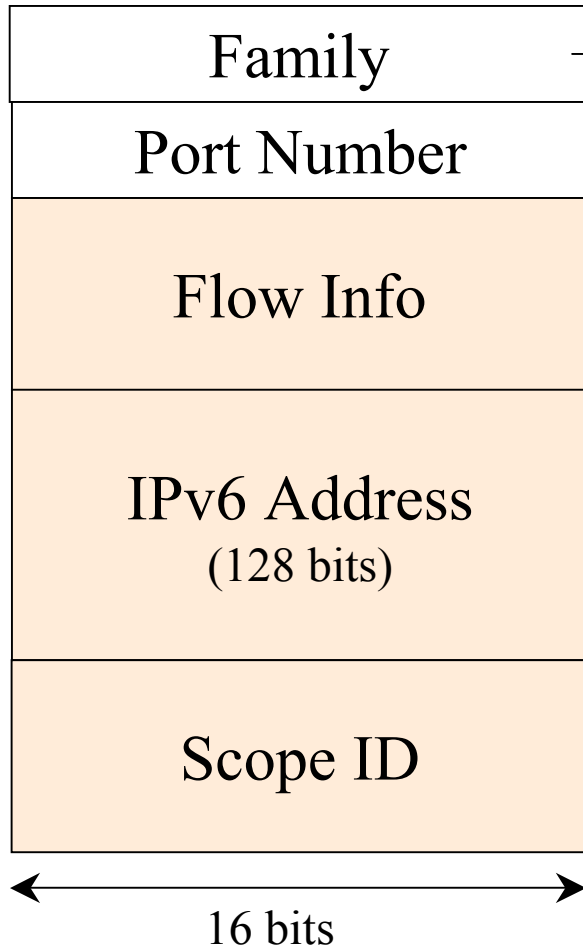 Family
Port Number
Flow Info
IPv6 Address
(128 bits)
Scope ID
16 bits